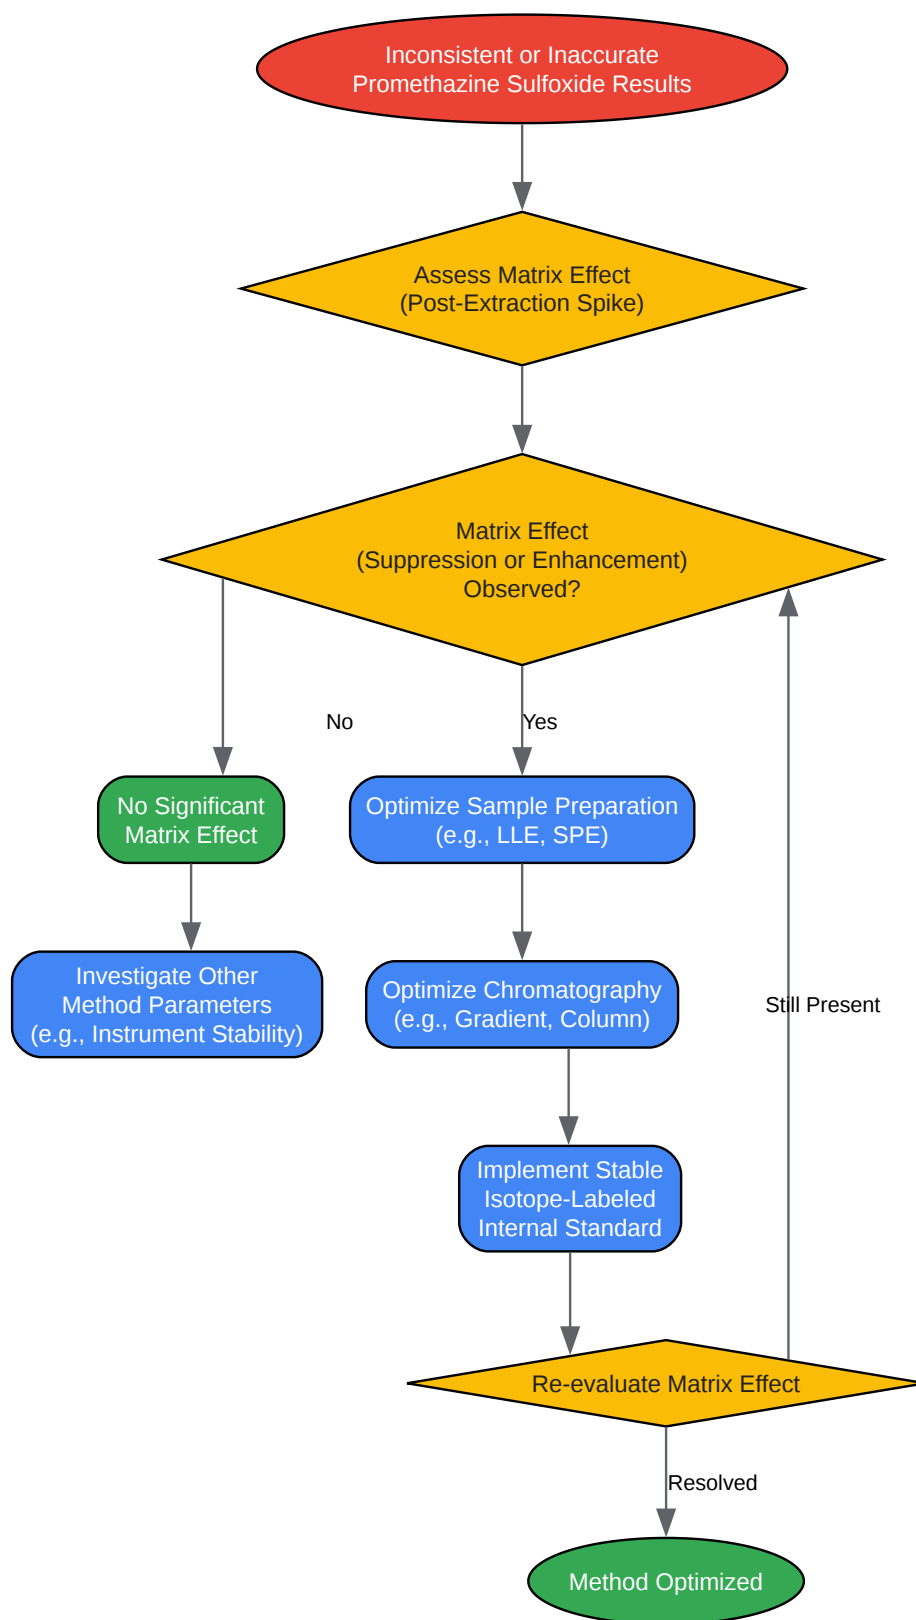 Inconsistent or Inaccurate
Promethazine Sulfoxide Results
Assess Matrix Effect
(Post-Extraction Spike)
Matrix Effect
(Suppression or Enhancement)
Observed?
No
Yes
No Significant
Matrix Effect
Optimize Sample Preparation
(e.g., LLE, SPE)
Investigate Other
Method Parameters
(e.g., Instrument Stability)
Optimize Chromatography
(e.g., Gradient, Column)
Still Present
Implement Stable
Isotope-Labeled
Internal Standard
Re-evaluate Matrix Effect
Resolved
Method Optimized